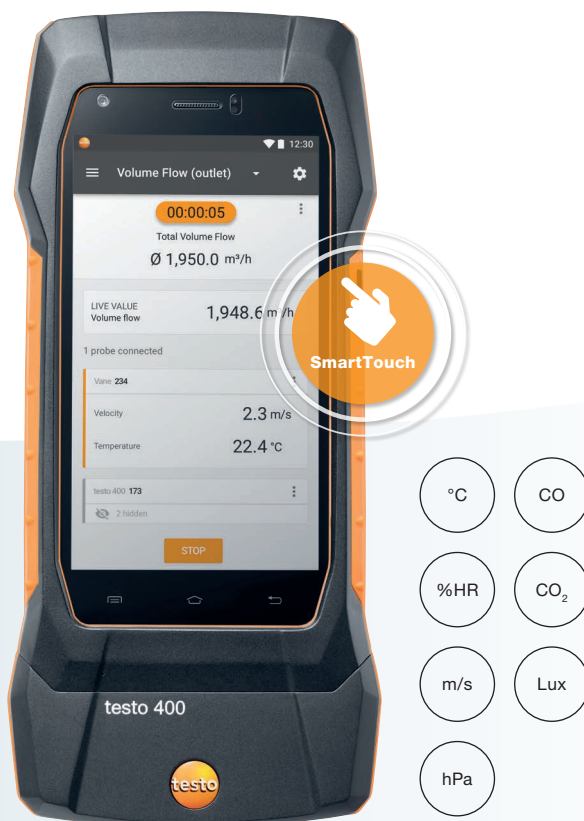 12:30
Volume Flow (outlet)
00:00:05
Total Volume Flow
Ø 1,950.0 m³/h
LIVE VALUE
Volume flow
1,948.6 m³/h
1 probe connected
SmartTouch
Vane 234
Velocity 2.3 m/s
Temperature 22.4 °C
testo 400 173
2 hidden
STOP
°C CO
%HR CO₂
m/s Lux
hPa
testo 400
testo